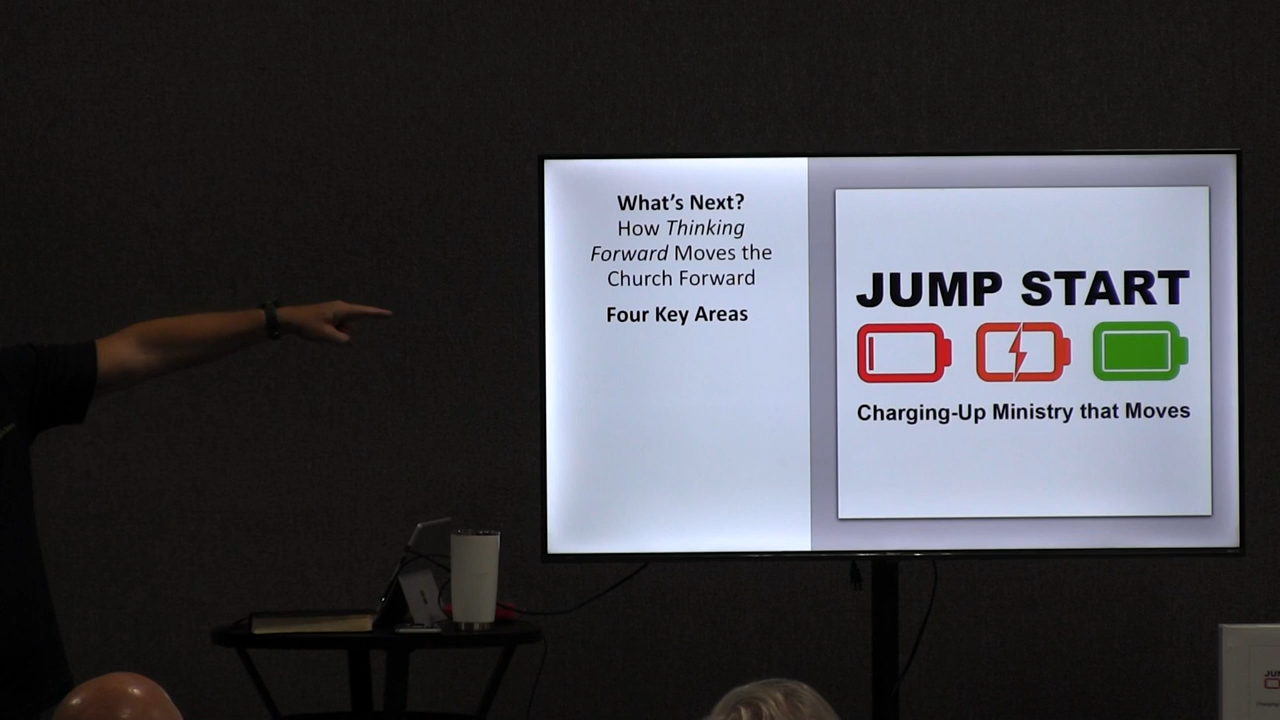 What's Next?
How Thinking
Forward Moves the
Church Forward
Four Key Areas
JUMP START
Charging-Up Ministry that Moves